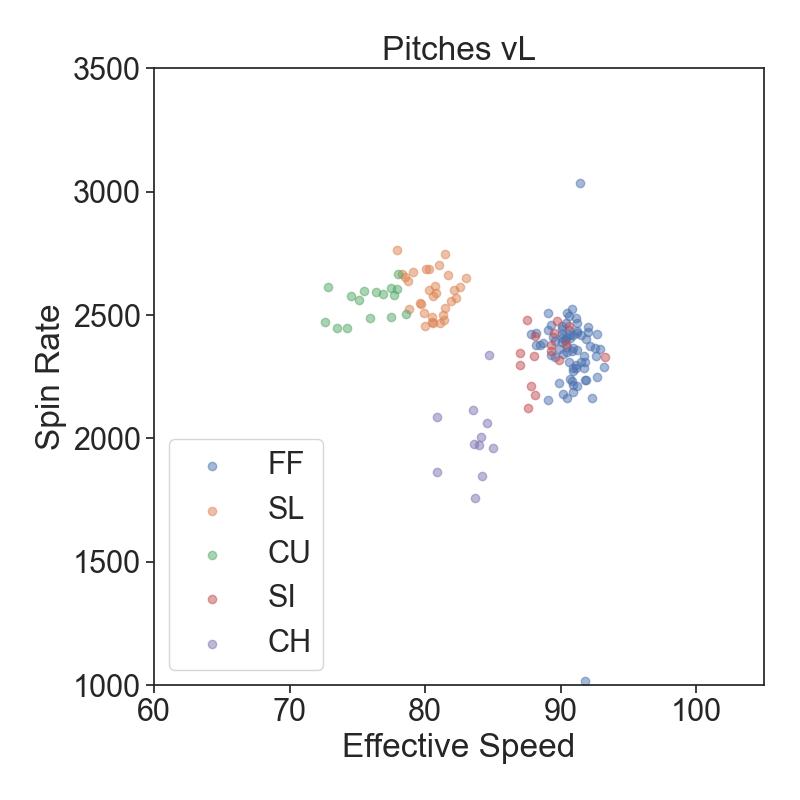 Pitches vL
3500
3000
2500
2000
1500
1000
Spin Rate
FF
SL
CU
SI
CH
60 70 80 90 100
Effective Speed